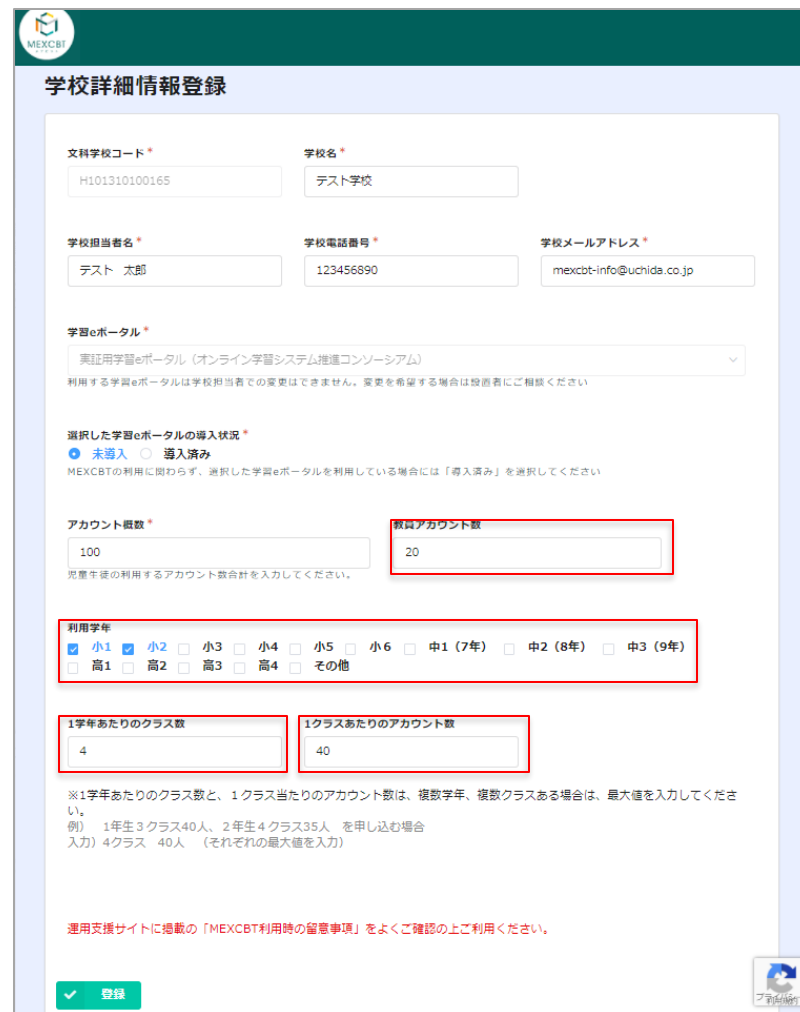 MEXCBT
学校詳細情報登録
文科学校コード * 学校名 *
H101310100165 テスト学校
学校担当者名 * 学校電話番号 * 学校メールアドレス *
テスト 太郎 123456890 mexcbt-info@uchida.co.jp
学習eポータル *
実証用学習eポータル（オンライン学習システム推進コンソーシアム）
利用する学習eポータルは学校担当者での変更はできません。変更を希望する場合は設置者にご相談ください
選択した学習eポータルの導入状況 *
未導入 導入済み
MEXCBTの利用に関わらず、選択した学習eポータルを利用している場合には「導入済み」を選択してください
アカウント概数 * 教員アカウント数
100 20
児童生徒の利用するアカウント数合計を入力してください。
利用学年
小1 小2 小3 小4 小5 小６ 中1（7年） 中2（8年） 中3（9年）
高1 高2 高3 高4 その他
1学年あたりのクラス数 1クラスあたりのアカウント数
4 40
※1学年あたりのクラス数と、１クラス当たりのアカウント数は、複数学年、複数クラスある場合は、最大値を入力してくださ
い。
例） 1年生３クラス40人、２年生４クラス35人 を申し込む場合
入力）4クラス 40人 （それぞれの最大値を入力）
運用支援サイトに掲載の「MEXCBT利用時の留意事項」をよくご確認の上ご利用ください。
登録